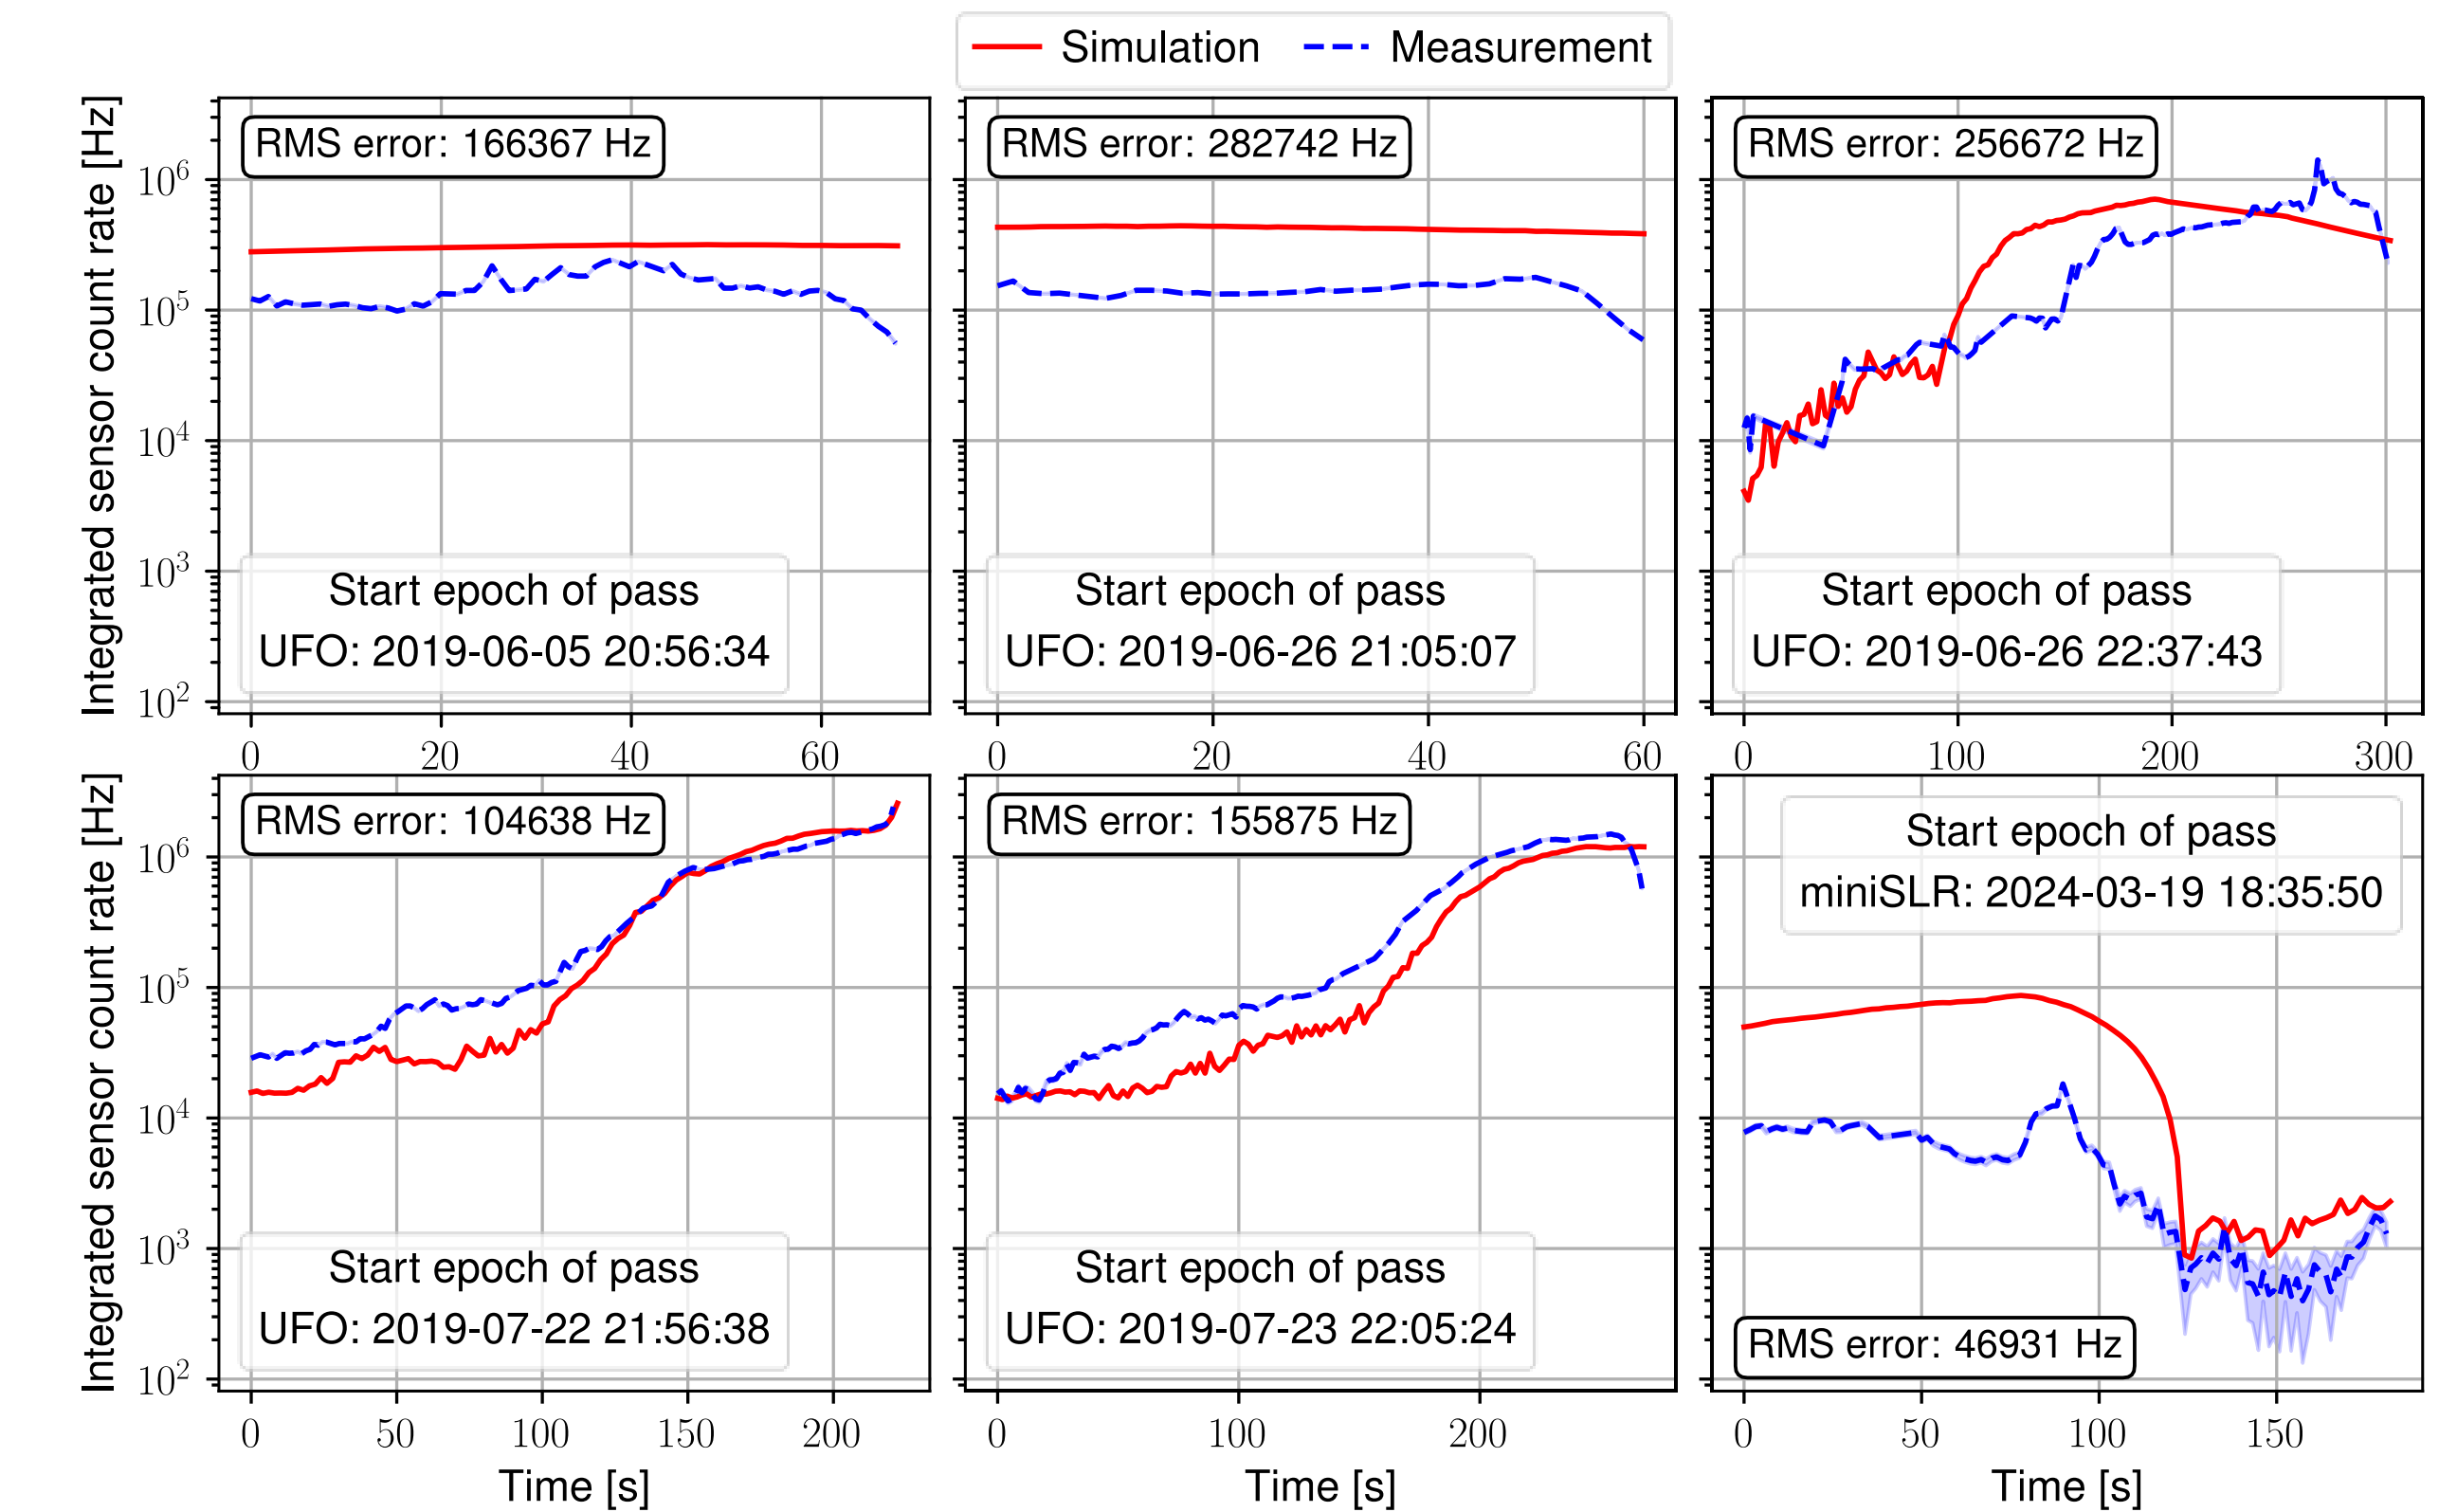 Simulation Measurement
Integrated sensor count rate [Hz]
10^6
10^5
10^4
10^3
10^2
RMS error: 166367 Hz
Start epoch of pass
UFO: 2019-06-05 20:56:34
0 20 40 60
RMS error: 282742 Hz
Start epoch of pass
UFO: 2019-06-26 21:05:07
0 20 40 60
RMS error: 256672 Hz
Start epoch of pass
UFO: 2019-06-26 22:37:43
0 100 200 300
Integrated sensor count rate [Hz]
10^6
10^5
10^4
10^3
10^2
RMS error: 104638 Hz
Start epoch of pass
UFO: 2019-07-22 21:56:38
0 50 100 150 200
Time [s]
RMS error: 155875 Hz
Start epoch of pass
UFO: 2019-07-23 22:05:24
0 100 200
Time [s]
Start epoch of pass
miniSLR: 2024-03-19 18:35:50
RMS error: 46931 Hz
0 50 100 150
Time [s]